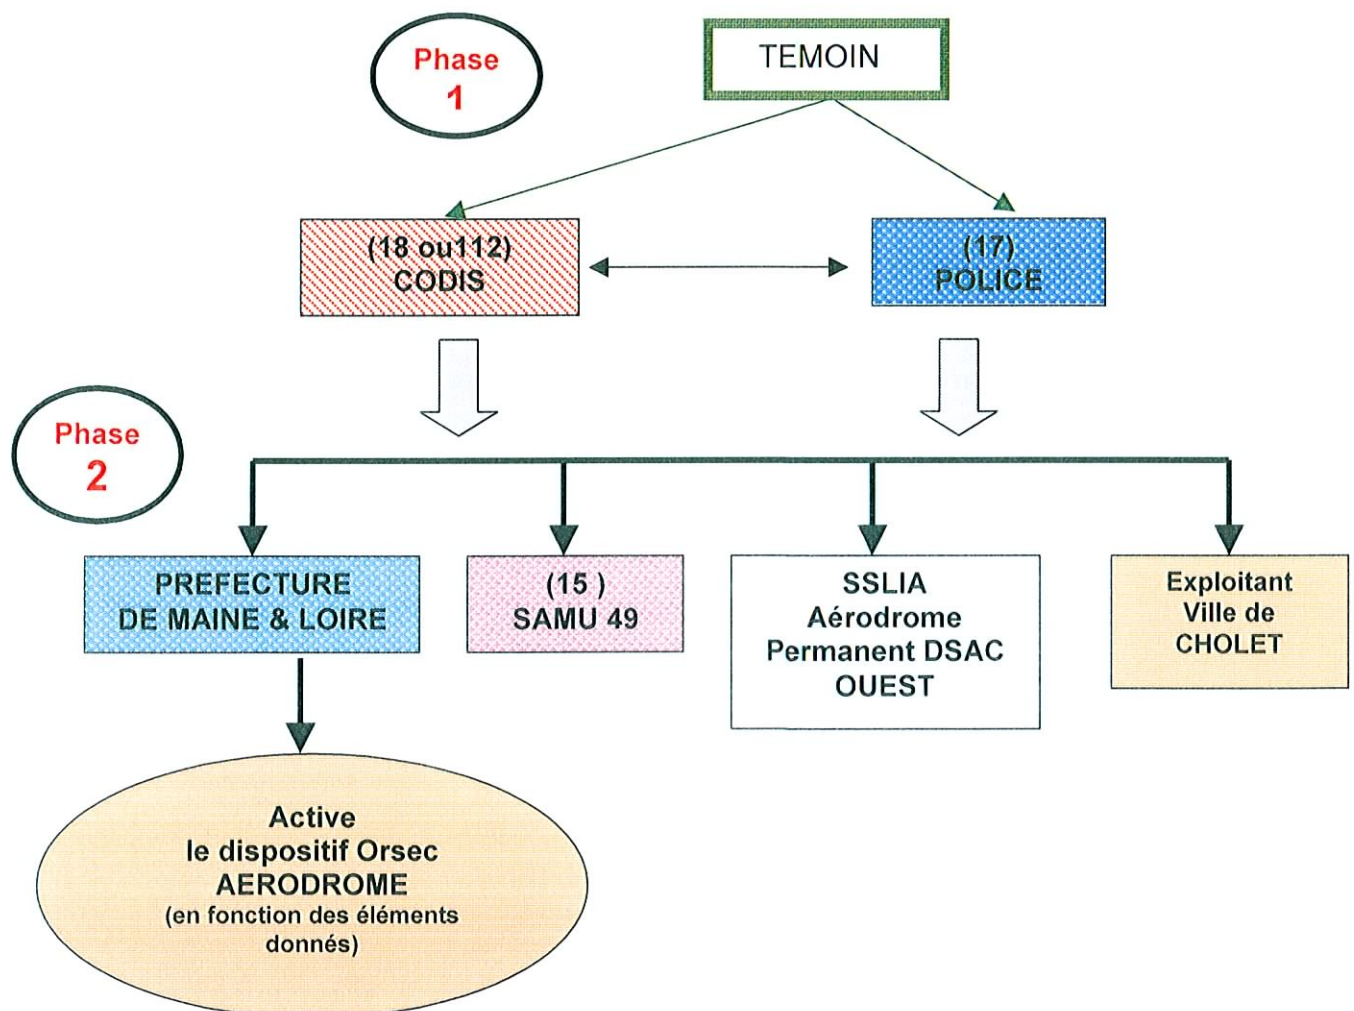 Phase
1
TEMOIN
(18 ou112)
CODIS
(17)
POLICE
Phase
2
PREFECTURE
DE MAINE & LOIRE
(15 )
SAMU 49
SSLIA
Aérodrome
Permanent DSAC
OUEST
Exploitant
Ville de
CHOLET
Active
le dispositif Orsec
AERODROME
(en fonction des éléments
donnés)